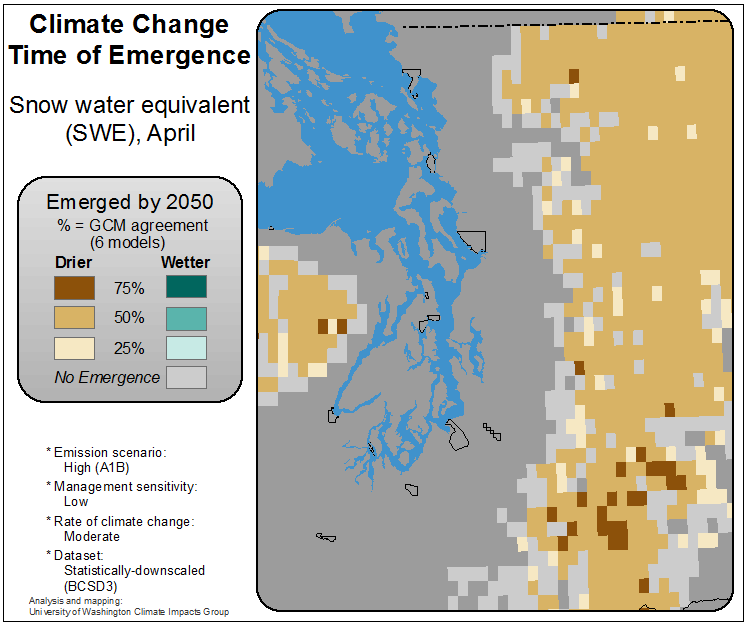 Climate Change
Time of Emergence
Snow water equivalent
(SWE), April
Emerged by 2050
% = GCM agreement
(6 models)
Drier Wetter
75%
50%
25%
No Emergence
* Emission scenario:
High (A1B)
* Management sensitivity:
Low
* Rate of climate change:
Moderate
* Dataset:
Statistically-downscaled
(BCSD3)
Analysis and mapping:
University of Washington Climate Impacts Group